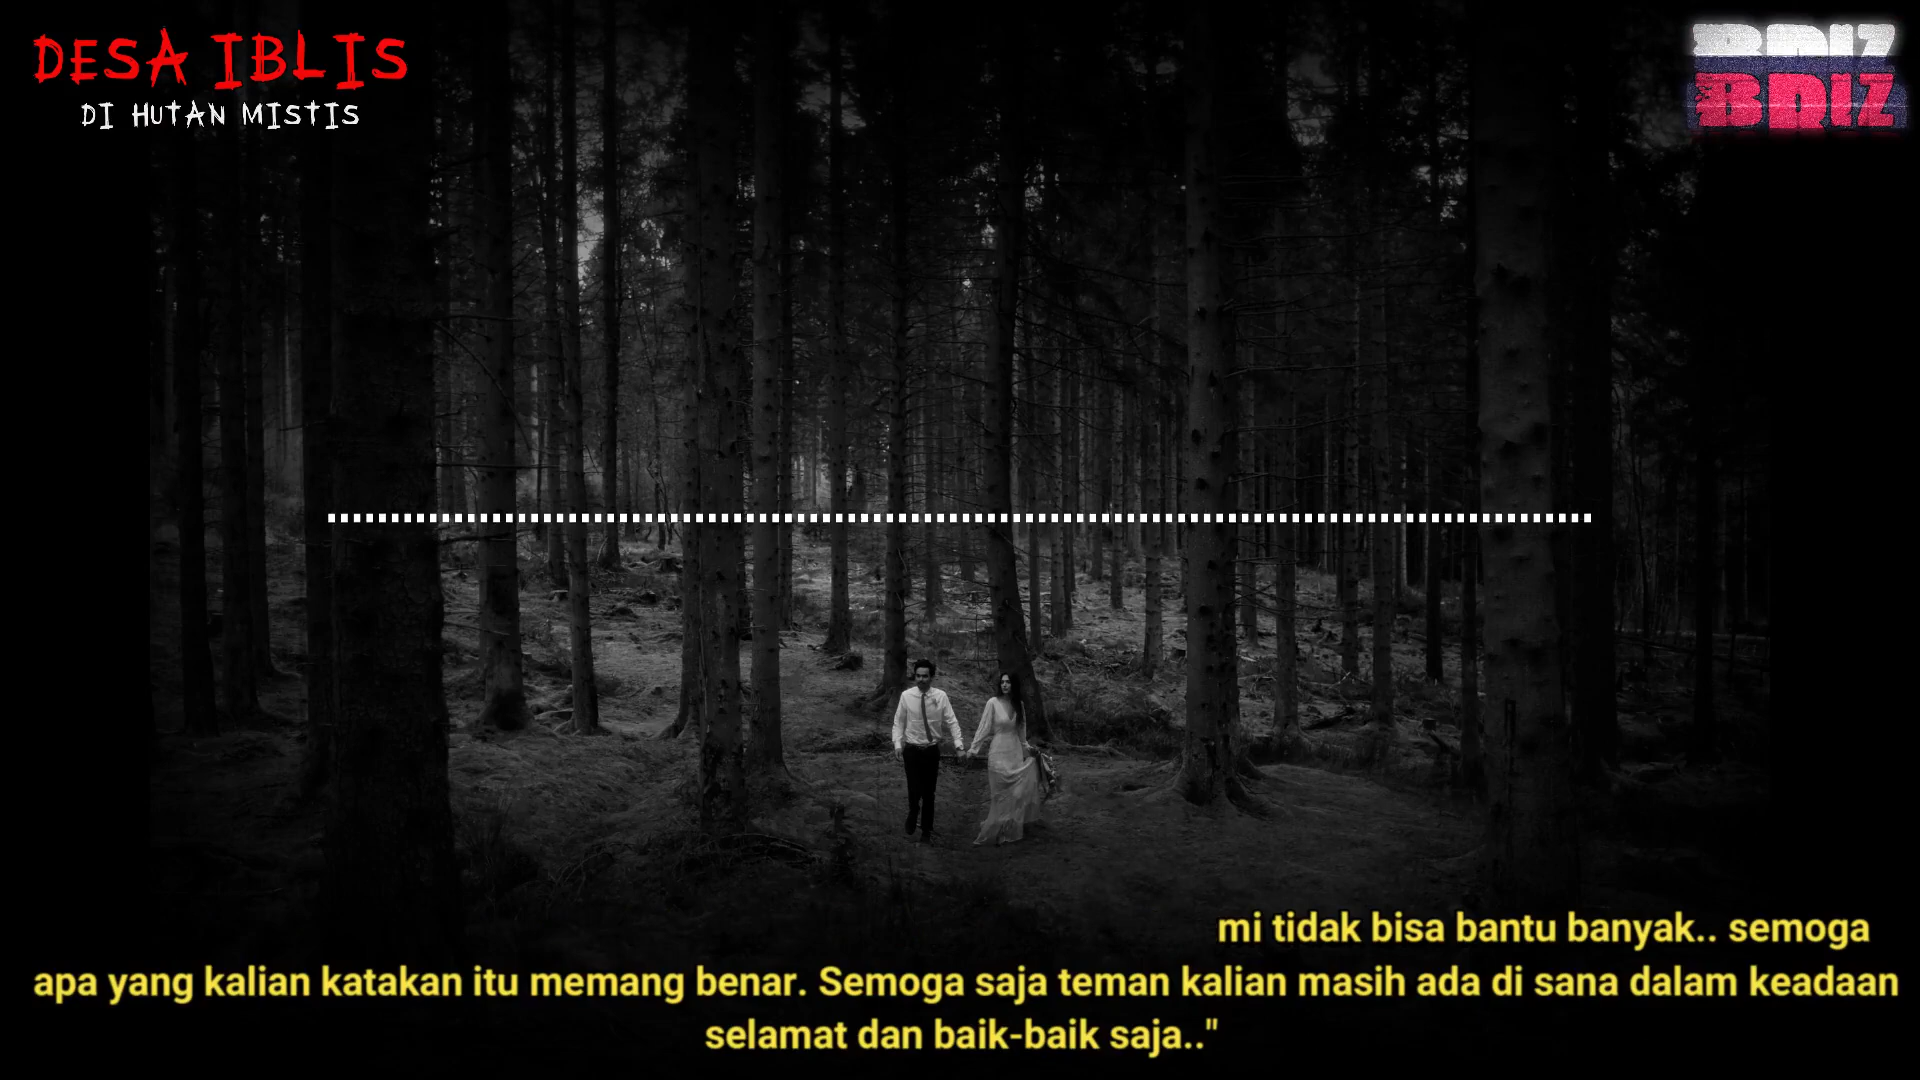 DESA IBLIS
DI HUTAN MISTIS
BRIZ
BRIZ
mi tidak bisa bantu banyak.. semoga
apa yang kalian katakan itu memang benar. Semoga saja teman kalian masih ada di sana dalam keadaan
selamat dan baik-baik saja.."